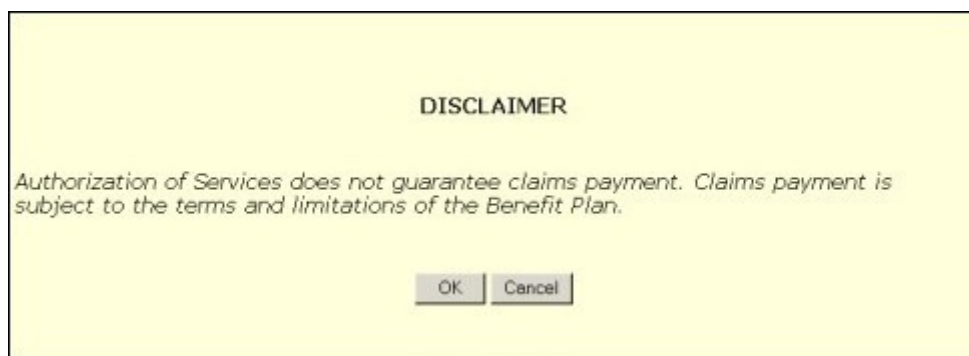 DISCLAIMER
Authorization of Services does not guarantee claims payment. Claims payment is
subject to the terms and limitations of the Benefit Plan.
OK Cancel